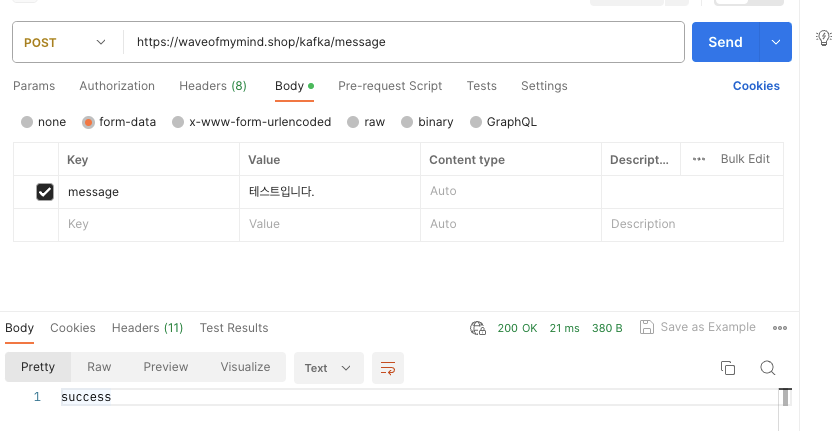 POST https://waveofmymind.shop/kafka/message Send
Params Authorization Headers (8) Body Pre-request Script Tests Settings Cookies
none form-data x-www-form-urlencoded raw binary GraphQL
Key Value Content type Descript... Bulk Edit
message 테스트입니다. Auto
Key Value Auto Description
Body Cookies Headers (11) Test Results 200 OK 21 ms 380 B Save as Example
Pretty Raw Preview Visualize Text
1 success